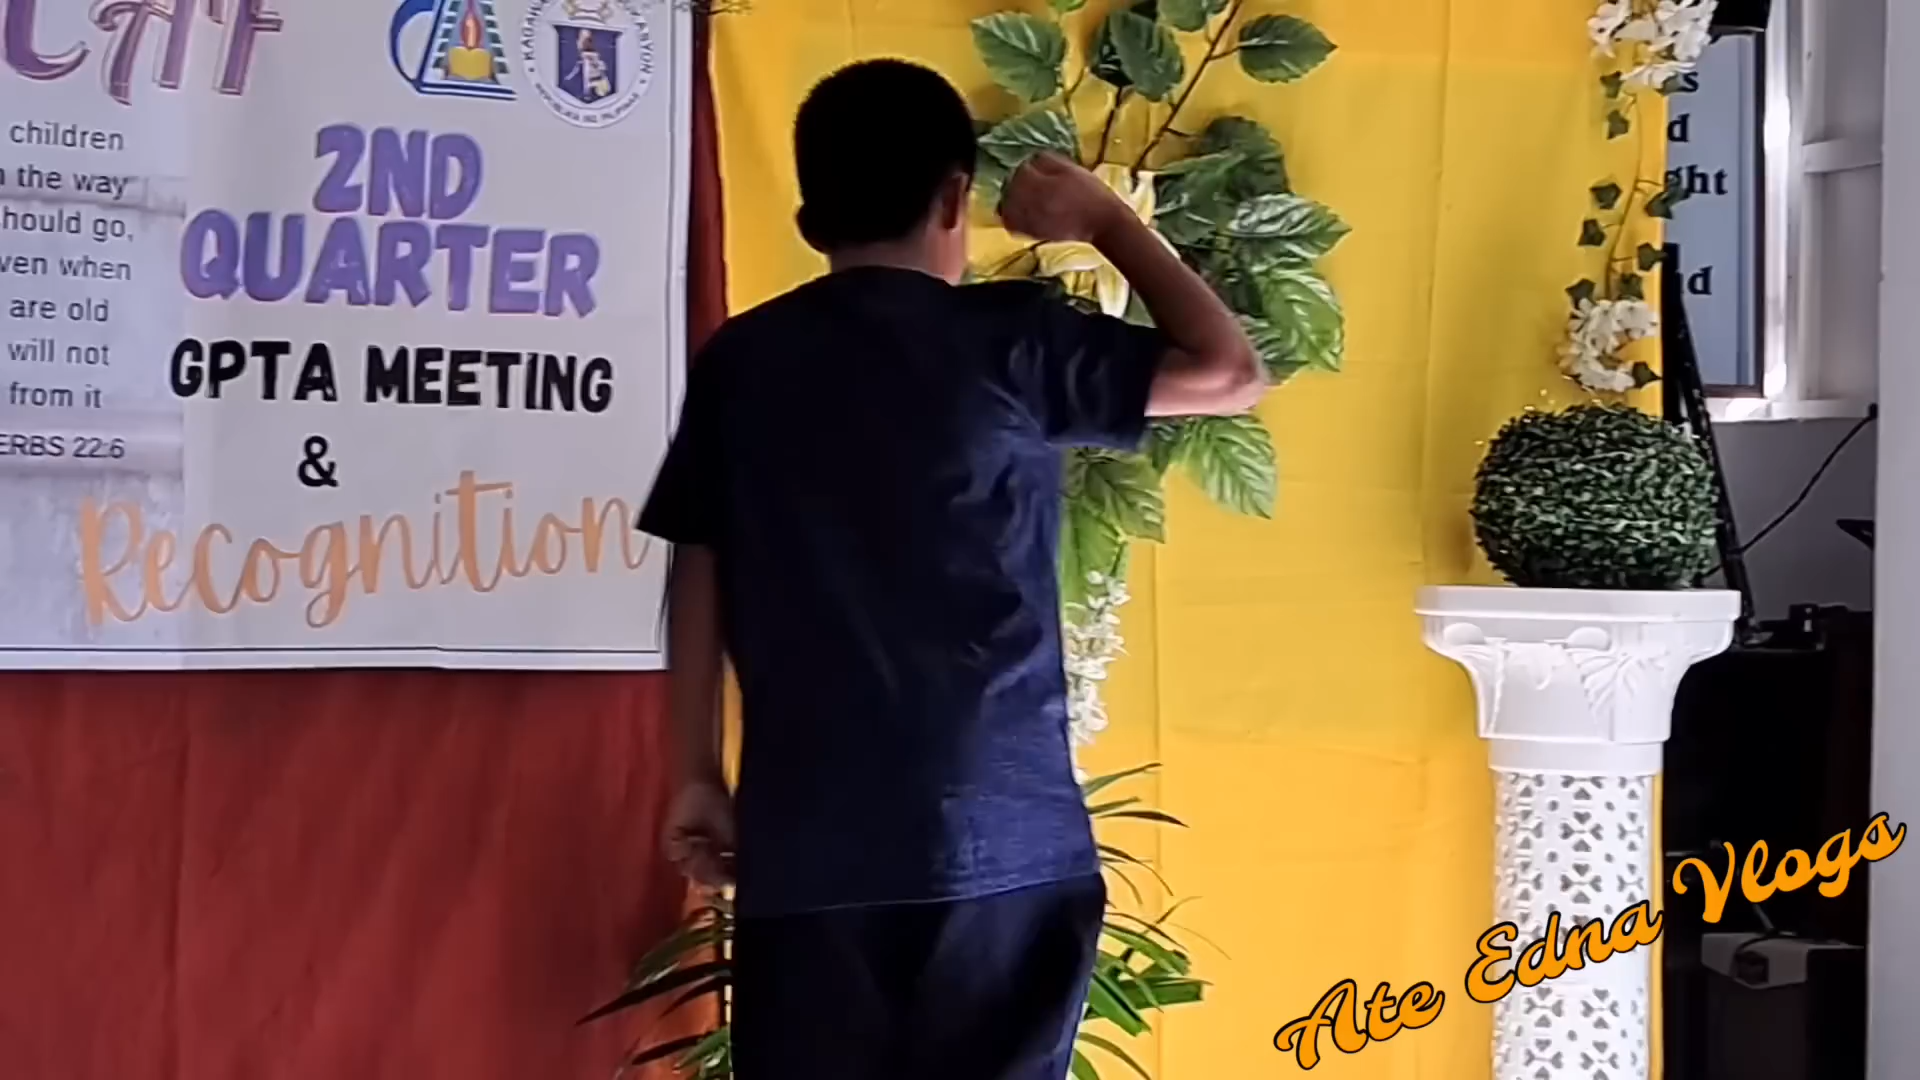 children
the way
hould go,
ven when
are old
will not
from it
ERBS 22:6
2ND
QUARTER
GPTA MEETING
&
Recognition
s
d
ght
d
Ate Edna Vlogs